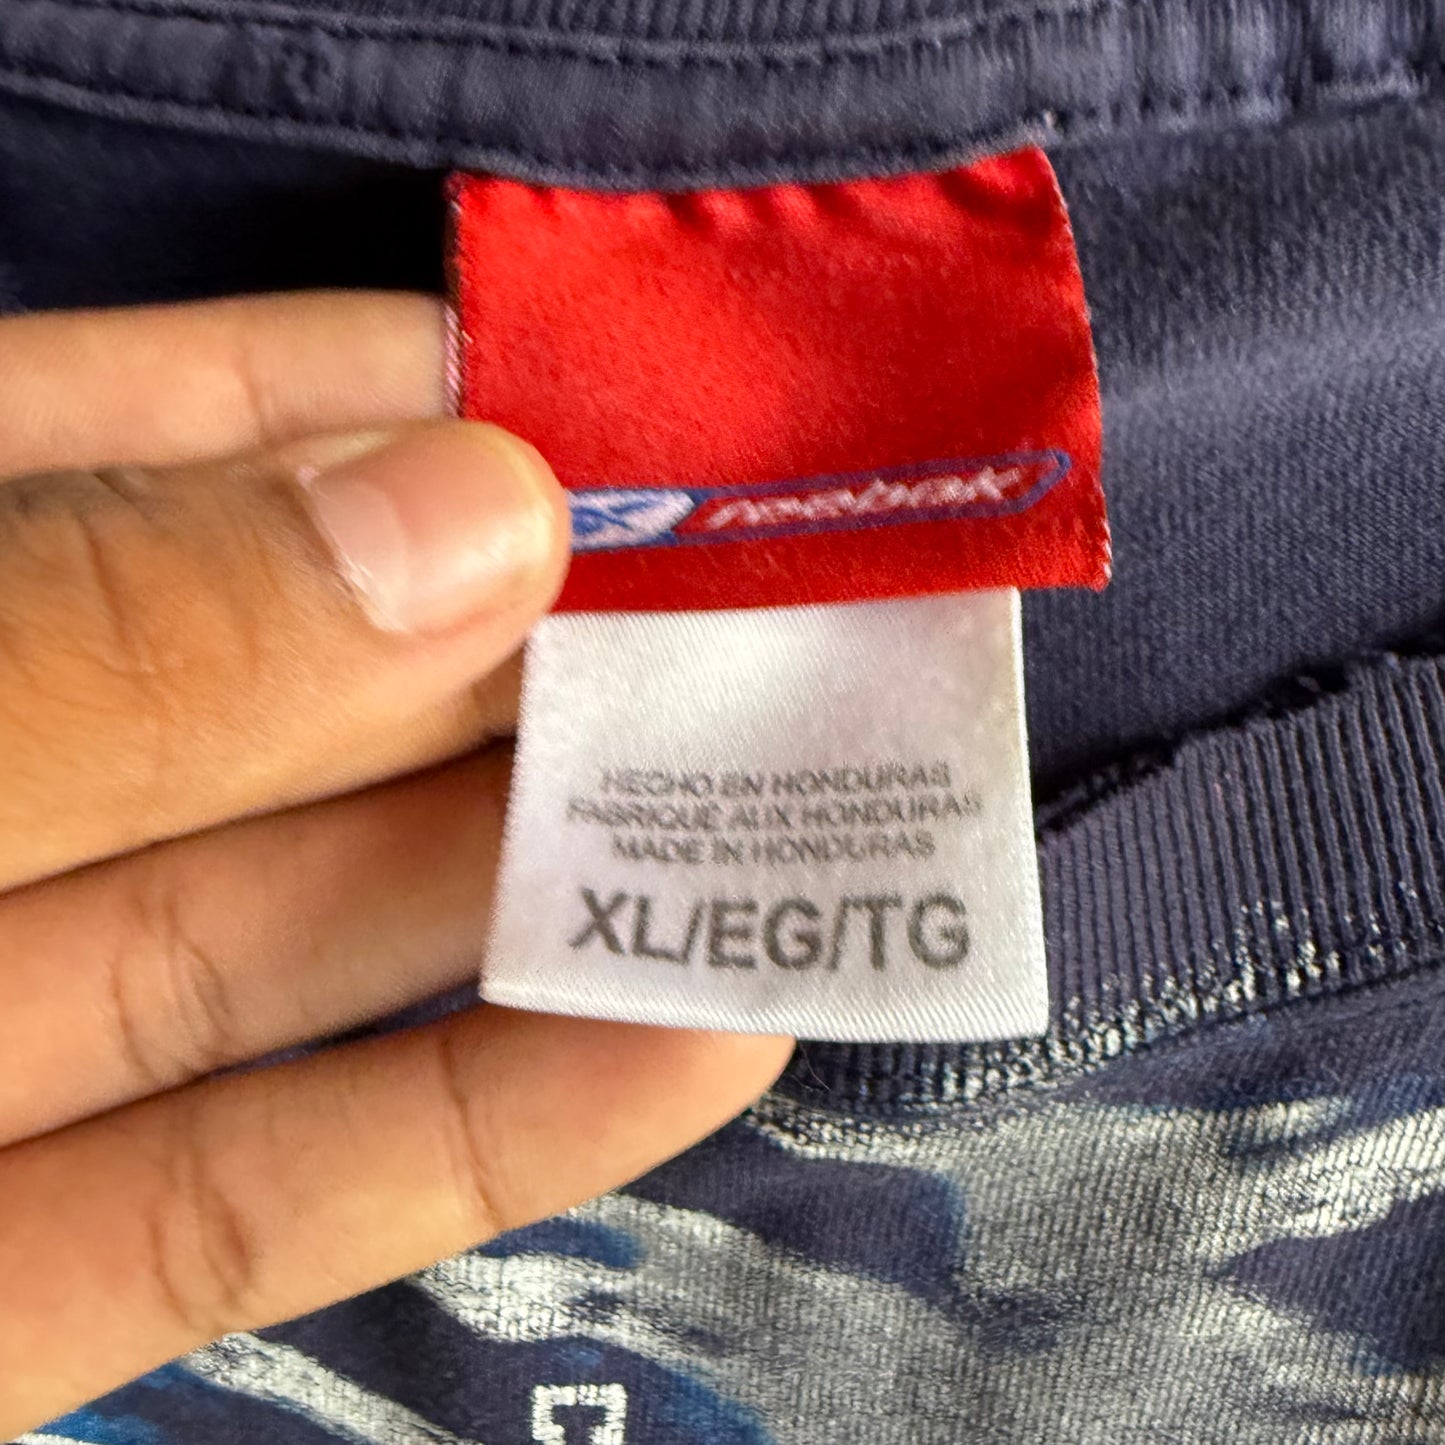 Reebok
HECHO EN HONDURAS
FABRIQUE AUX HONDURAS
MADE IN HONDURAS
XL/EG/TG